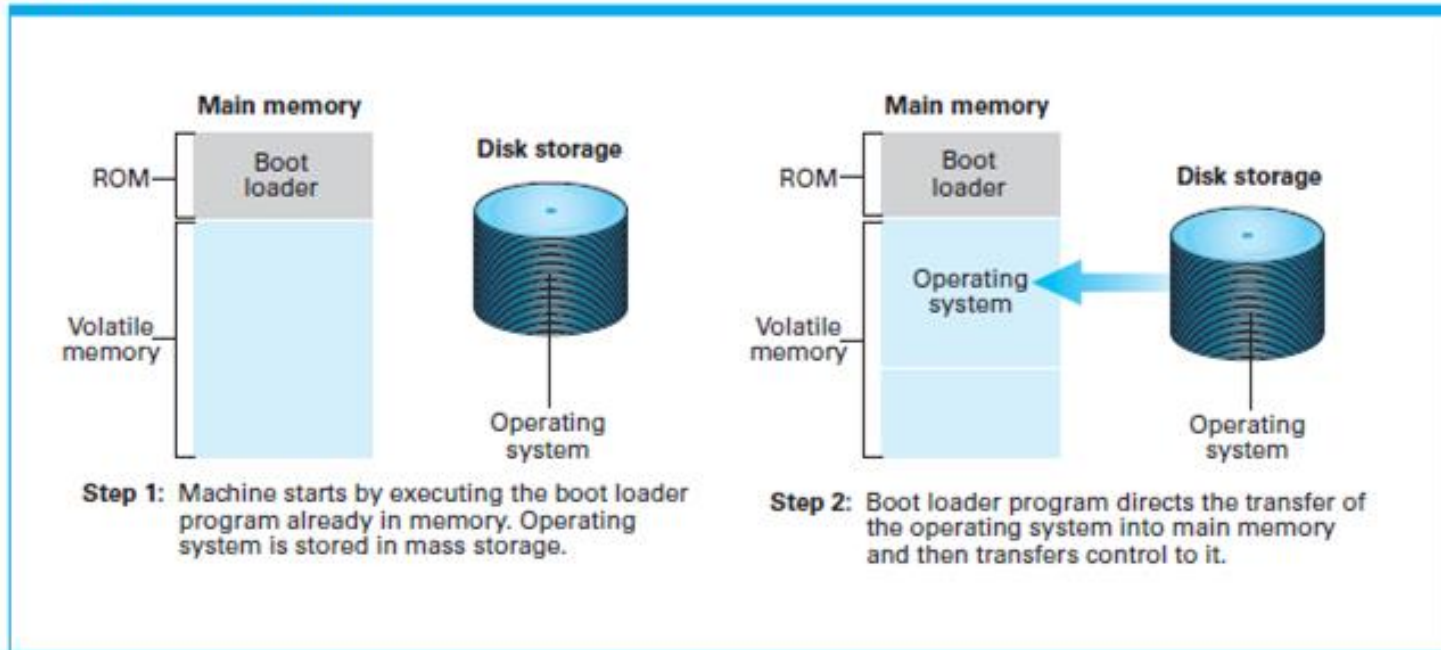 Main memory
ROM
Boot
loader
Disk storage
Volatile
memory
Operating
system
Step 1: Machine starts by executing the boot loader
program already in memory. Operating
system is stored in mass storage.
Main memory
ROM
Boot
loader
Disk storage
Operating
system
Volatile
memory
Operating
system
Step 2: Boot loader program directs the transfer of
the operating system into main memory
and then transfers control to it.